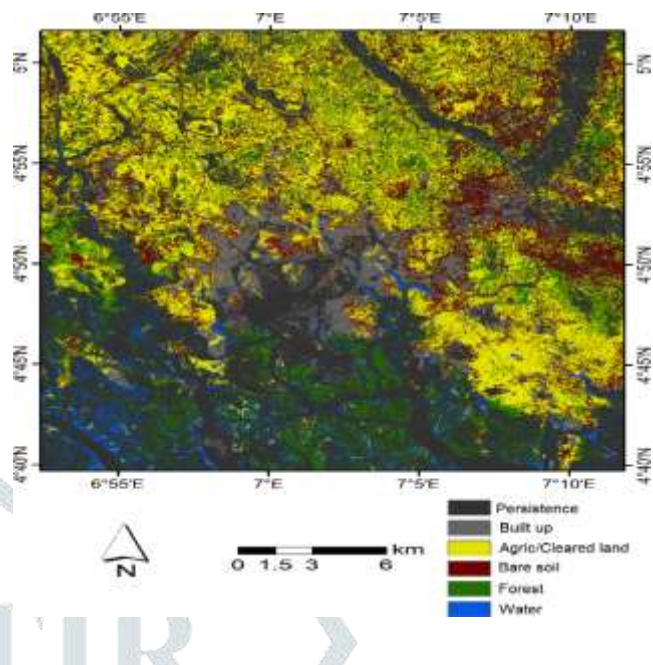 6°55'E 7°0'E 7°5'E 7°10'E
5°N 5°N
4°55'N 4°55'N
4°50'N 4°50'N
4°45'N 4°45'N
4°40'N 4°40'N
6°55'E 7°0'E 7°5'E 7°10'E
Persistence
Built up
Agric/Cleared land
Bare soil
Forest
Water
N
km
0 1.5 3 6